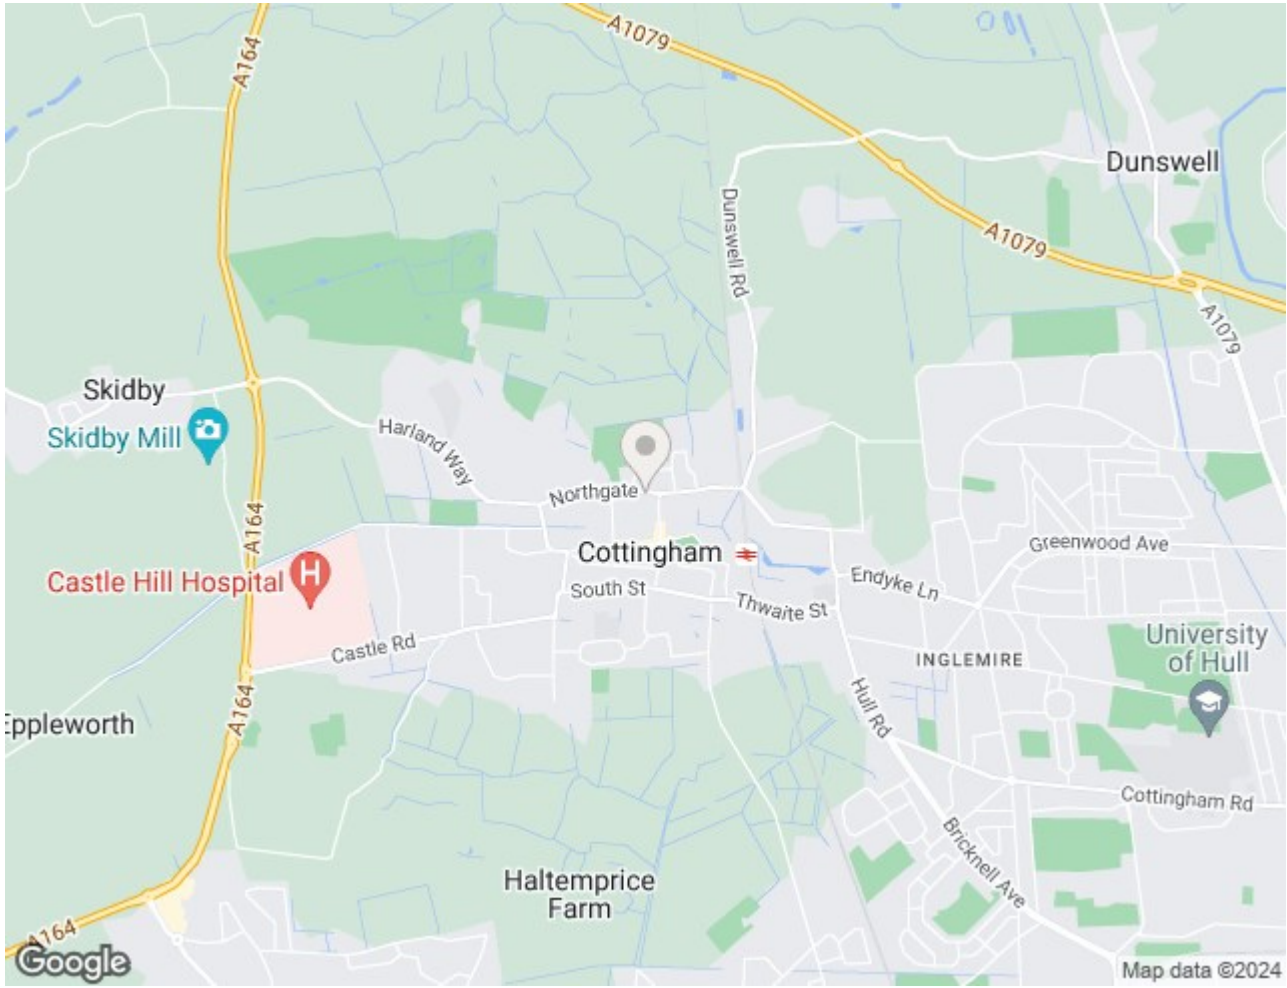 A1079
A164
Dunswell
Dunswell Rd
A1079
A1079
Skidby
Skidby Mill
Harland Way
Northgate
A164
Cottingham
Greenwood Ave
Castle Hill Hospital
H
South St
Endyke Ln
Thwaite St
University
of Hull
Castle Rd
INGLEMIRE
A164
Hull Rd
Eppleworth
Cottingham Rd
Bricknell Ave
Haltemprice
Farm
A164
Google
Map data ©2024